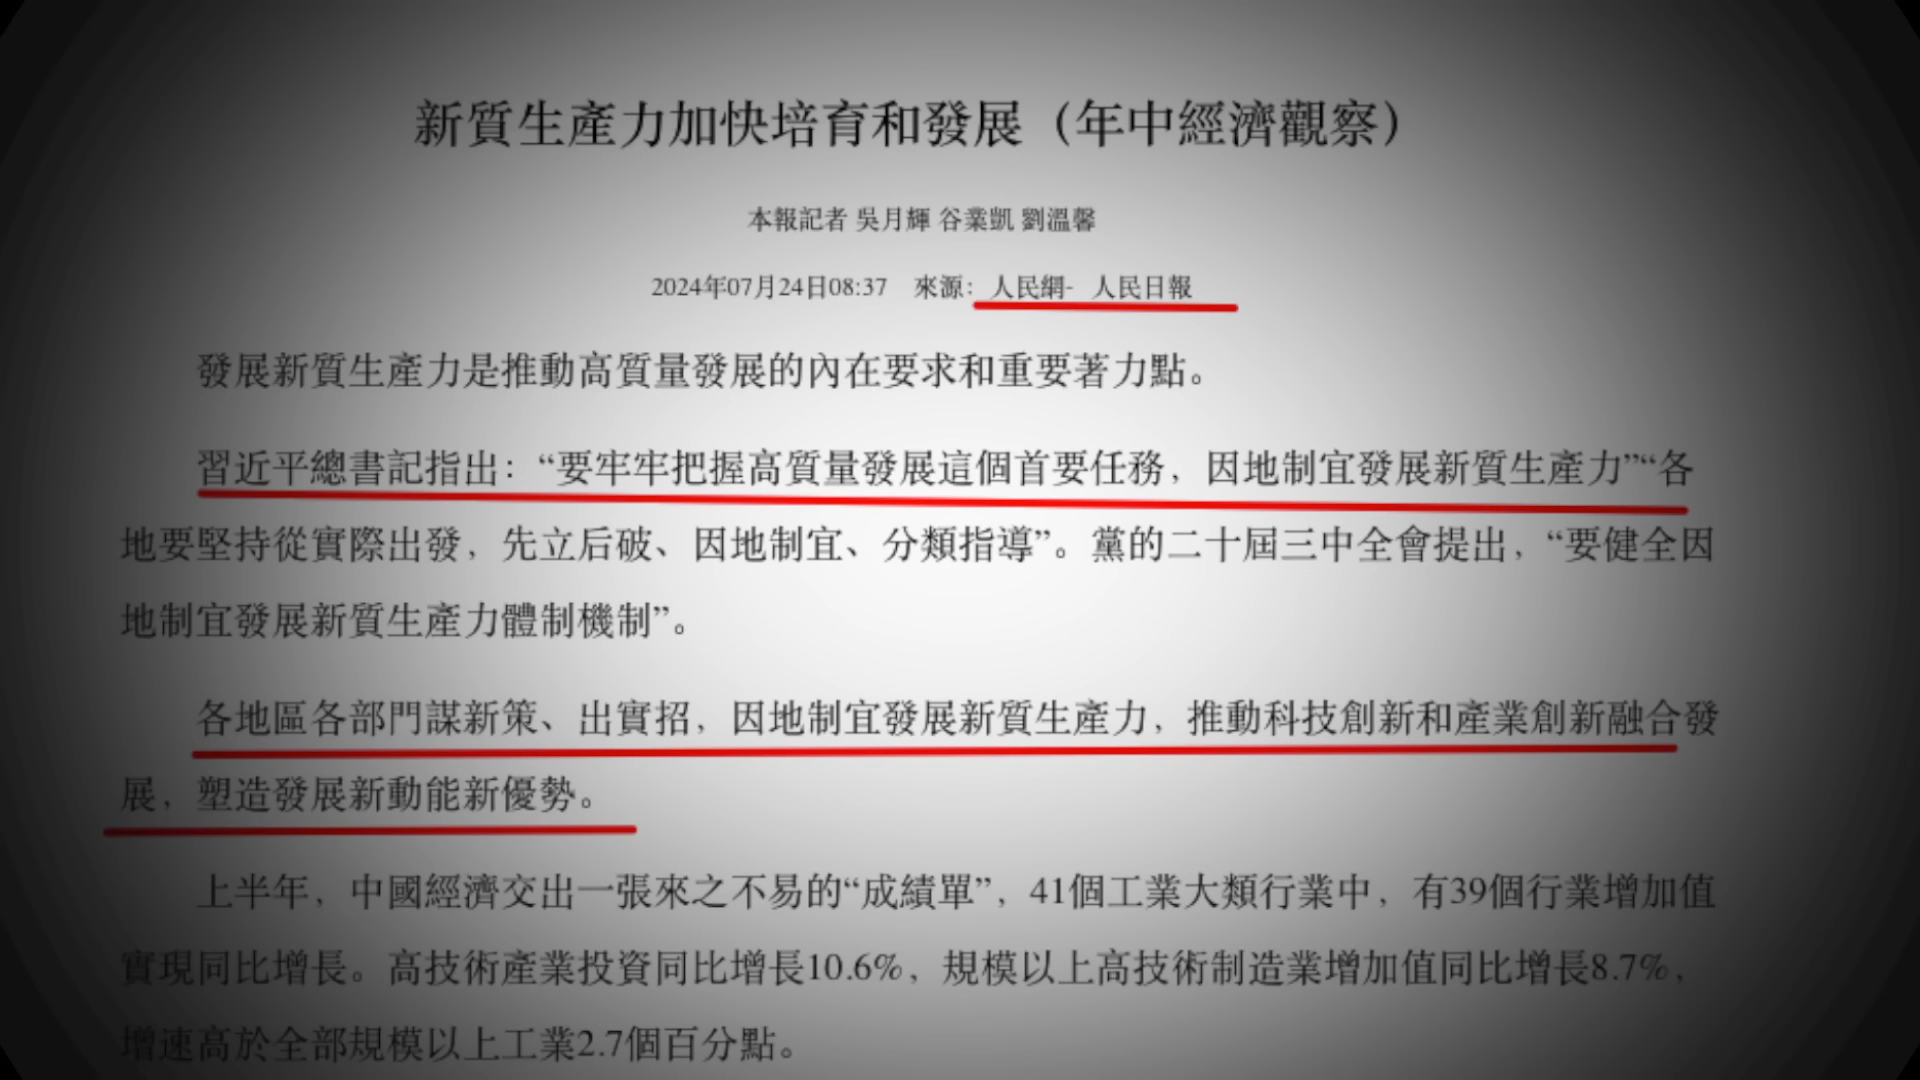 新質生產力加快培育和發展（年中經濟觀察）
本報記者 吳月輝 谷業凱 劉溫馨
2024年07月24日08:37 來源：人民網- 人民日報
發展新質生產力是推動高質量發展的內在要求和重要著力點。
習近平總書記指出：“要牢牢把握高質量發展這個首要任務，因地制宜發展新質生產力”“各
地要堅持從實際出發，先立后破、因地制宜、分類指導”。黨的二十屆三中全會提出，“要健全因
地制宜發展新質生產力體制機制”。
各地區各部門謀新策、出實招，因地制宜發展新質生產力，推動科技創新和產業創新融合發
展，塑造發展新動能新優勢。
上半年，中國經濟交出一張來之不易的“成績單”，41個工業大類行業中，有39個行業增加值
實現同比增長。高技術產業投資同比增長10.6%，規模以上高技術制造業增加值同比增長8.7%，
增速高於全部規模以上工業2.7個百分點。